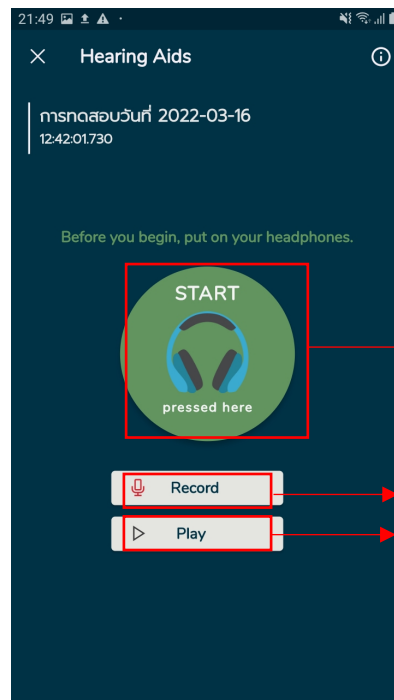 21:49
Hearing Aids
การทดสอบวันที่ 2022-03-16
12:42:01.730
Before you begin, put on your headphones.
START
pressed here
Record
Play